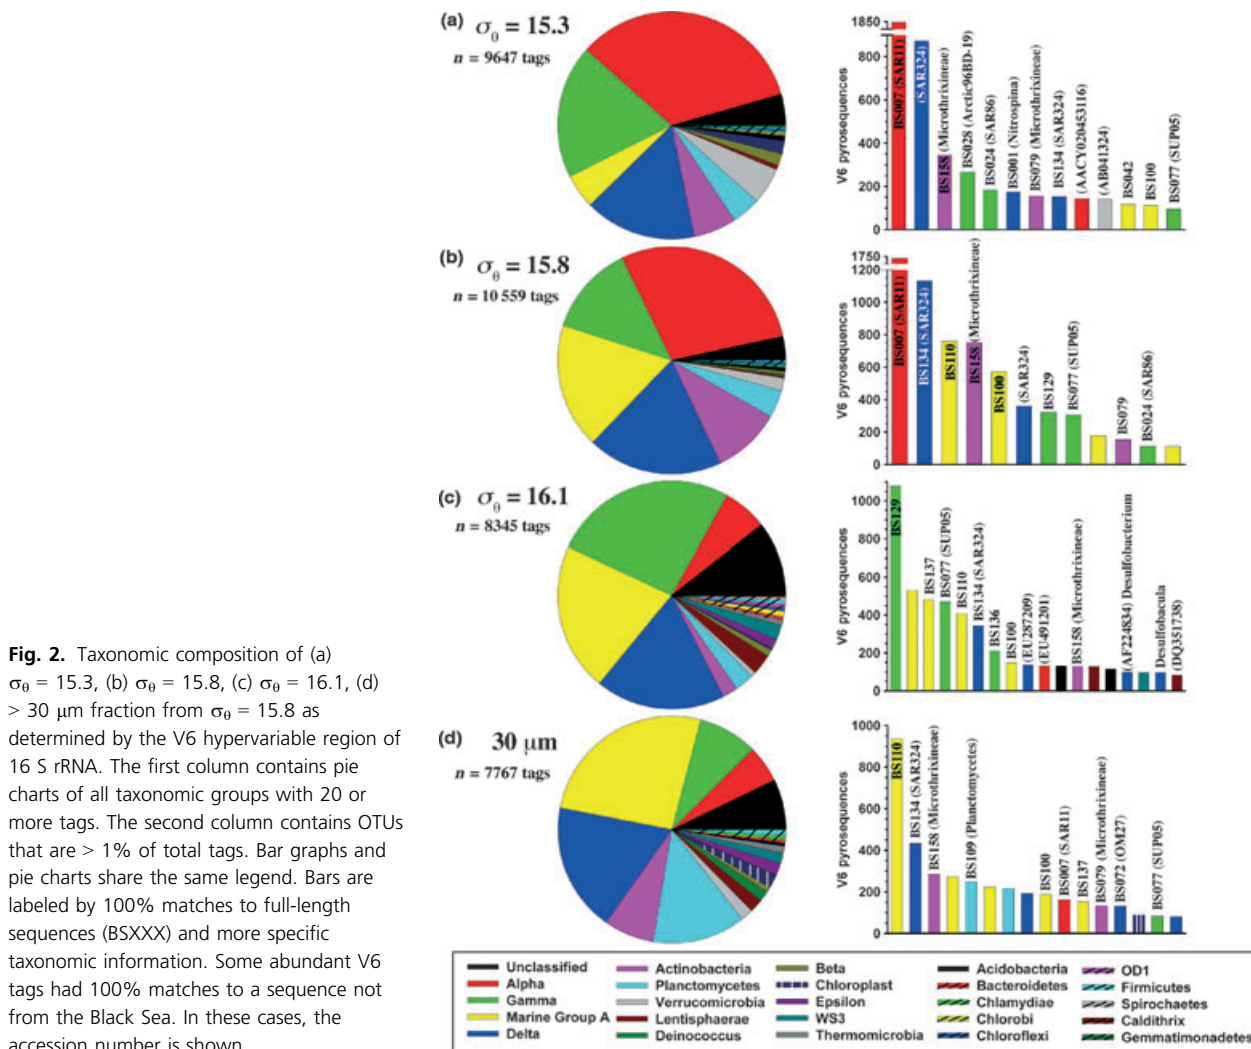 Fig. 2. Taxonomic composition of (a)
σθ = 15.3, (b) σθ = 15.8, (c) σθ = 16.1, (d)
> 30 μm fraction from σθ = 15.8 as
determined by the V6 hypervariable region of
16 S rRNA. The first column contains pie
charts of all taxonomic groups with 20 or
more tags. The second column contains OTUs
that are > 1% of total tags. Bar graphs and
pie charts share the same legend. Bars are
labeled by 100% matches to full-length
sequences (BSXXX) and more specific
taxonomic information. Some abundant V6
tags had 100% matches to a sequence not
from the Black Sea. In these cases, the
accession number is shown.
(a) σθ = 15.3
n = 9647 tags
V6 pyrosequences
1850
800
600
400
200
0
BS007 (SAR11)
(SAR324)
BS158 (Microthrixineae)
BS028 (Arctic96BD-19)
BS024 (SAR86)
BS001 (Nitrospina)
BS079 (Microthrixineae)
BS134 (SAR324)
(AACY020453116)
(AB041324)
BS042
BS100
BS077 (SUP05)
(b) σθ = 15.8
n = 10 559 tags
V6 pyrosequences
1750
1200
1000
800
600
400
200
0
BS007 (SAR11)
BS134 (SAR324)
BS110
BS158 (Microthrixineae)
BS100
(SAR324)
BS129
BS077 (SUP05)
BS079
BS024 (SAR86)
(c) σθ = 16.1
n = 8345 tags
V6 pyrosequences
1000
800
600
400
200
0
BS129
BS137
BS077 (SUP05)
BS110
BS134 (SAR324)
BS136
BS100
(EU287209)
(EU491201)
BS158 (Microthrixineae)
(AF224834) Desulfobacterium
Desulfobacula
(DQ351738)
(d) 30 μm
n = 7767 tags
V6 pyrosequences
1000
800
600
400
200
0
BS110
BS134 (SAR324)
BS158 (Microthrixineae)
BS109 (Planctomycetes)
BS100
BS007 (SAR11)
BS137
BS079 (Microthrixineae)
BS072 (OM27)
BS077 (SUP05)
Unclassified
Alpha
Gamma
Marine Group A
Delta
Actinobacteria
Planctomycetes
Verrucomicrobia
Lentisphaerae
Deinococcus
Beta
Chloroplast
Epsilon
WS3
Thermomicrobia
Acidobacteria
Bacteroidetes
Chlamydiae
Chlorobi
Chloroflexi
OD1
Firmicutes
Spirochaetes
Caldithrix
Gemmatimonadetes